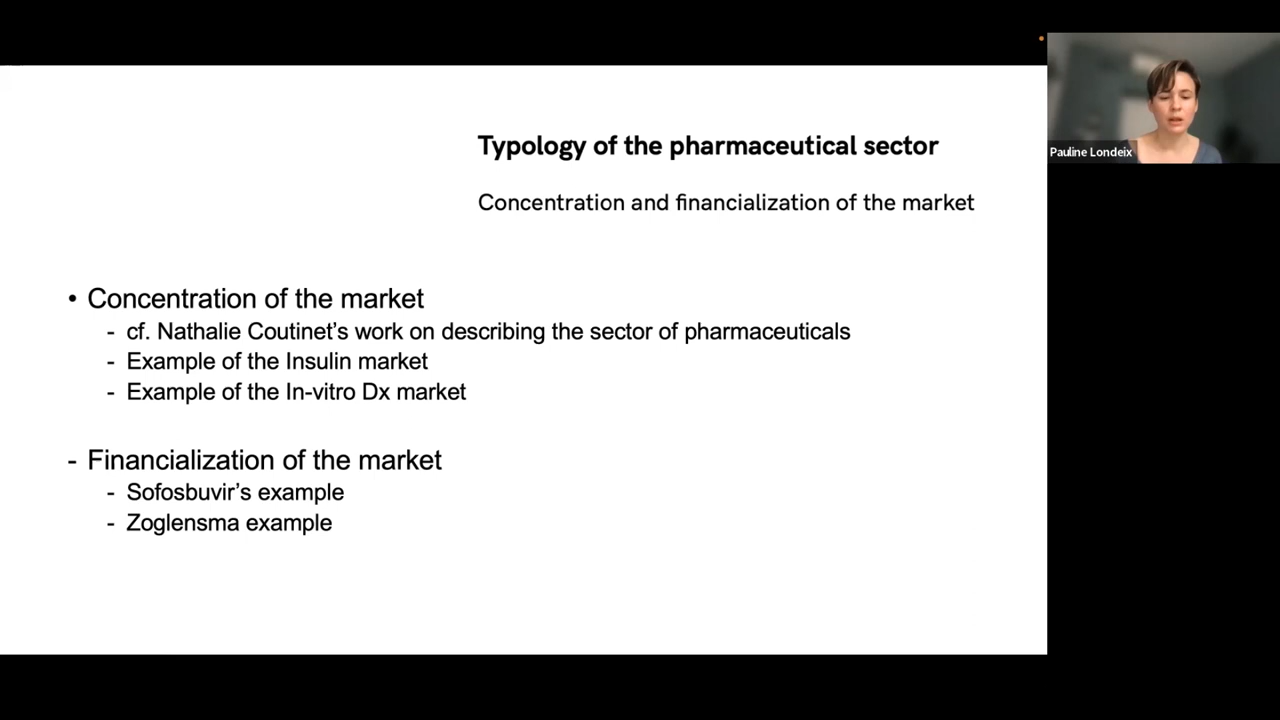 Typology of the pharmaceutical sector
Concentration and financialization of the market
• Concentration of the market
- cf. Nathalie Coutinet's work on describing the sector of pharmaceuticals
- Example of the Insulin market
- Example of the In-vitro Dx market
- Financialization of the market
- Sofosbuvir's example
- Zoglensma example
Pauline Londeix